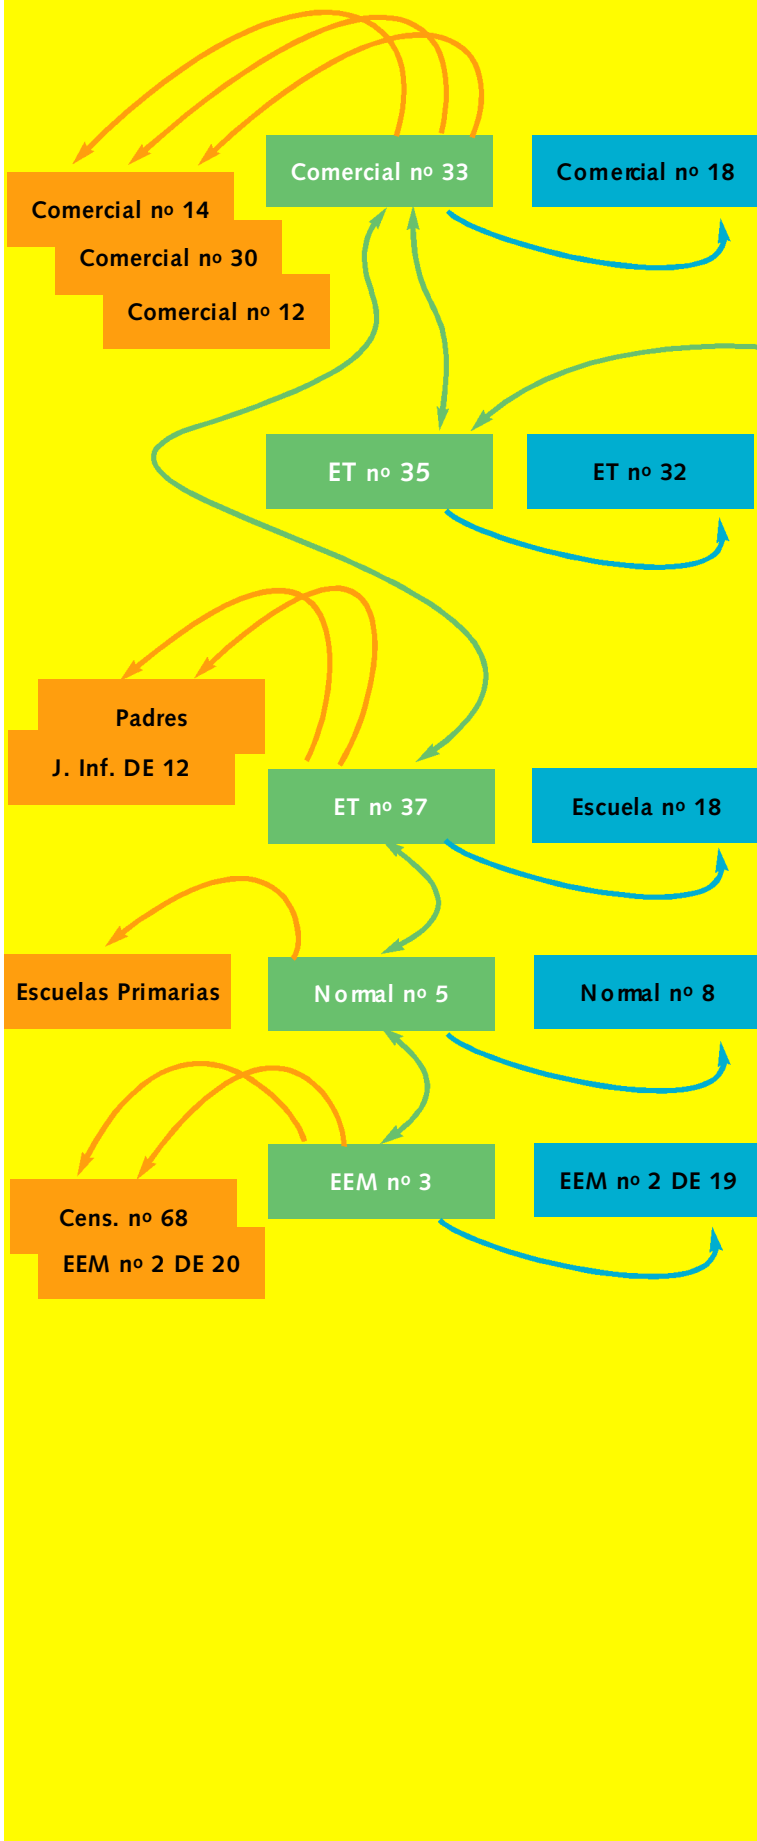 Comercial nº 33
Comercial nº 18
Comercial nº 14
Comercial nº 30
Comercial nº 12
ET nº 35
ET nº 32
Padres
J. Inf. DE 12
ET nº 37
Escuela nº 18
Escuelas Primarias
Normal nº 5
Normal nº 8
EEM nº 3
EEM nº 2 DE 19
Cens. nº 68
EEM nº 2 DE 20